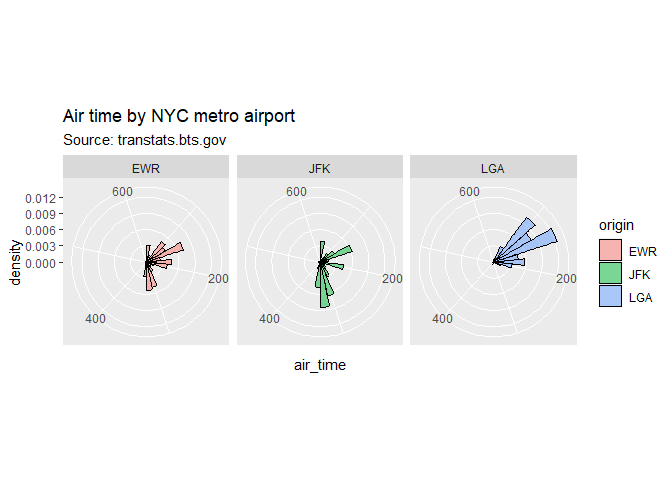 Air time by NYC metro airport
Source: transtats.bts.gov
EWR
JFK
LGA
600
600
600
0.012
0.009
0.006
0.003
0.000
density
200
200
200
400
400
400
air_time
origin
EWR
JFK
LGA